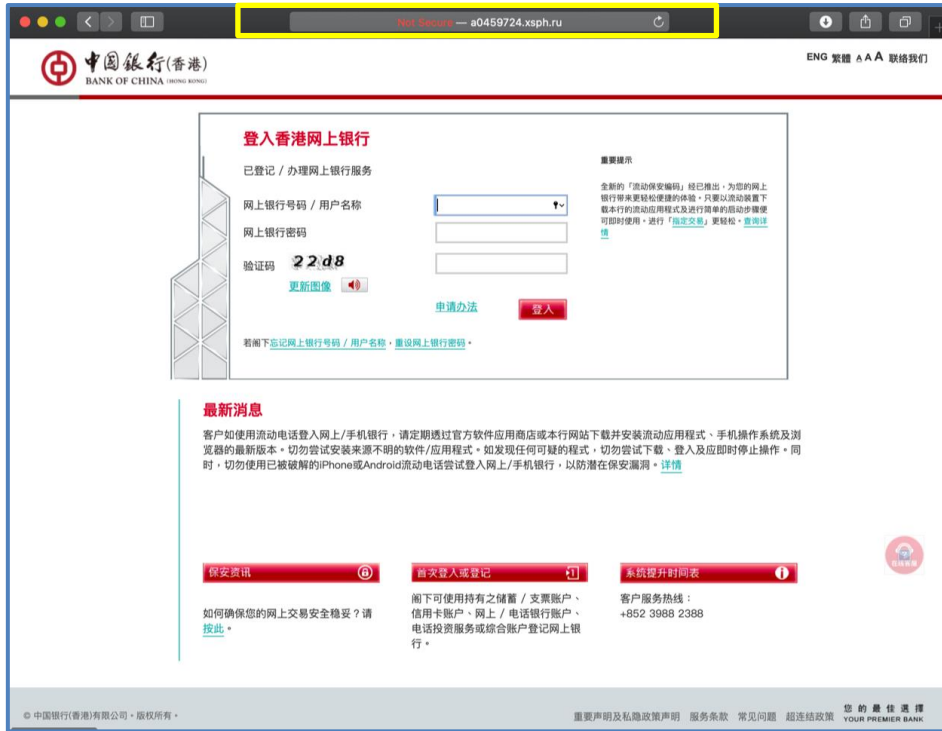 Not Secure — a0459724.xsph.ru
中国銀行(香港)
BANK OF CHINA (HONG KONG)
ENG 繁體 A A A 联络我们
登入香港网上银行
已登记 / 办理网上银行服务
网上银行号码 / 用户名称
网上银行密码
验证码 22d8
更新图像
申请办法 登入
若阁下忘记网上银行号码 / 用户名称,重设网上银行密码。
重要提示
全新的「流动保安编码」经已推出,为您的网上
银行带来更轻松便捷的体验。只要以流动装置下
载本行的流动应用程式及进行简单的启动步骤便
可即时使用。进行「指定交易」更轻松。查询详
情
最新消息
客户如使用流动电话登入网上/手机银行,请定期透过官方软件应用商店或本行网站下载并安装流动应用程式、手机操作系统及浏
览器的最新版本。切勿尝试安装来源不明的软件/应用程式。如发现任何可疑的程式,切勿尝试下载、登入及应即时停止操作。同
时,切勿使用已被破解的iPhone或Android流动电话尝试登入网上/手机银行,以防潜在保安漏洞。详情
在线客服
保安资讯
如何确保您的网上交易安全稳妥?请
按此。
首次登入或登记
阁下可使用持有之储蓄 / 支票账户、
信用卡账户、网上 / 电话银行账户、
电话投资服务或综合账户登记网上银
行。
系统提升时间表
客户服务热线:
+852 3988 2388
© 中国银行(香港)有限公司。版权所有。
重要声明及私隐政策声明 服务条款 常见问题 超连结政策
您的最佳選擇
YOUR PREMIER BANK